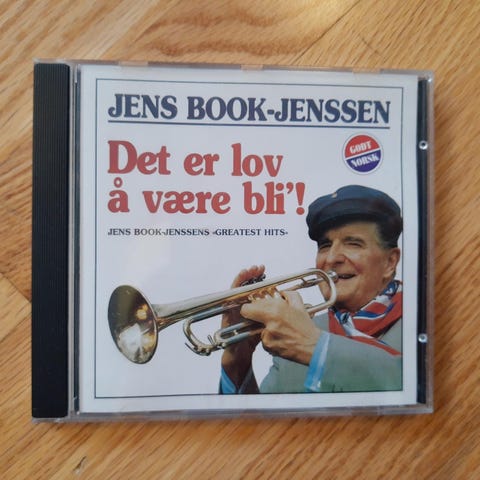 JENS BOOK-JENSSEN
Det er lov
å være bli'!
GODT
NORSK
JENS BOOK-JENSSENS «GREATEST HITS»